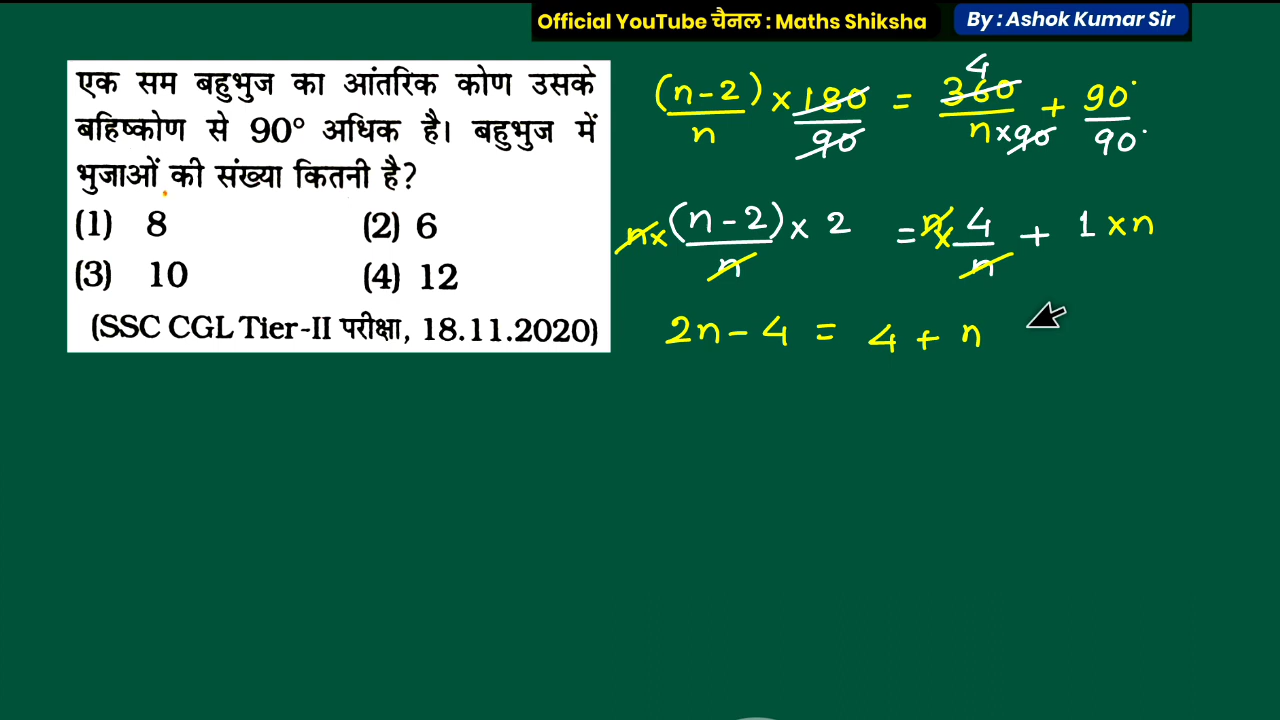 Official YouTube चैनल : Maths Shiksha
By : Ashok Kumar Sir
एक सम बहुभुज का आंतरिक कोण उसके
बहिष्कोण से 90° अधिक है। बहुभुज में
भुजाओं की संख्या कितनी है?
(1) 8 (2) 6
(3) 10 (4) 12
(SSC CGL Tier-II परीक्षा, 18.11.2020)
(n-2)/n × 180/90 = 360/n×90 + 90°/90° 4
n× (n-2)/n × 2 = n× 4/n + 1 × n
2n - 4 = 4 + n